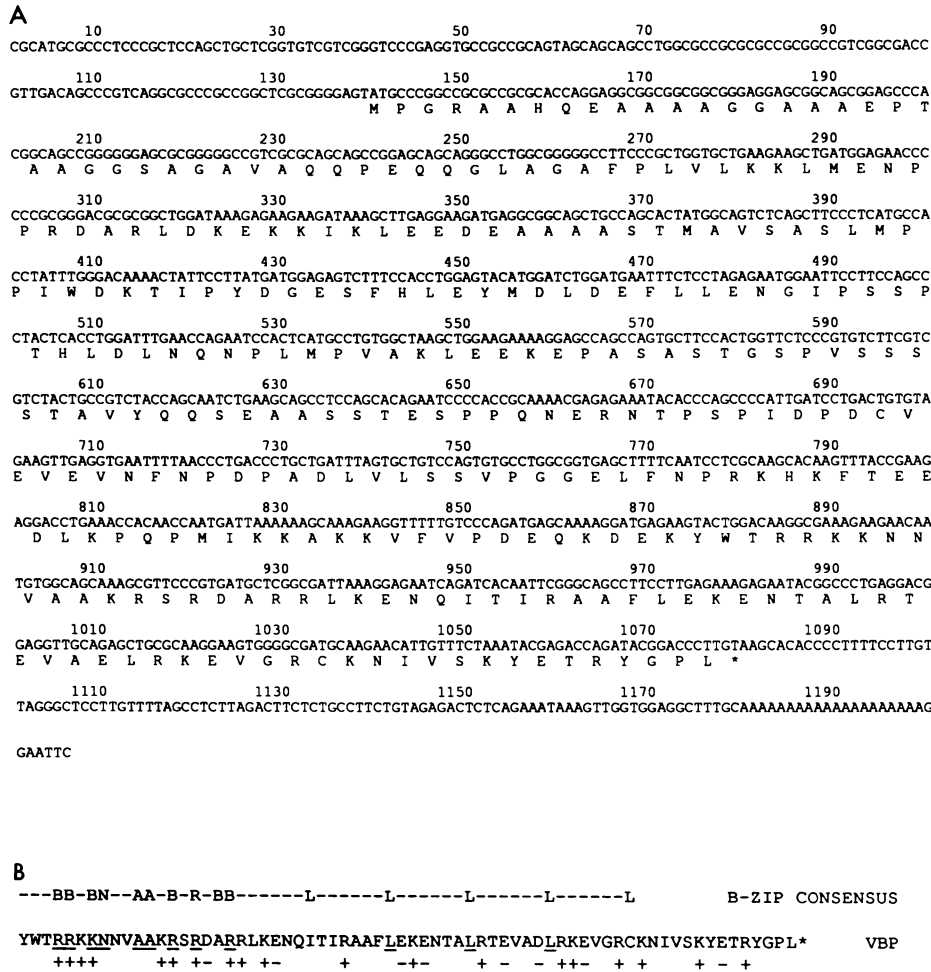 A
10 30 50 70 90
CGCATGCGCCCTCCCGCTCCAGCTGCTCGGTGTCGTCGGGTCCCGAGGTGCCGCCGCAGTAGCAGCAGCCTGGCGCCGCGCGCCGCGGCCGTCGGCGACC
110 130 150 170 190
GTTGACAGCCCGTCAGGCGCCCGCCGGCTCGCGGGGAGTATGCCCGGCCGCGCCGCGCACCAGGAGGCGGCGGCGGCGGGAGGAGCGGCAGCGGAGCCCA
M P G R A A H Q E A A A A G G A A A E P T
210 230 250 270 290
CGGCAGCCGGGGGGAGCGCGGGGGCCGTCGCGCAGCAGCCGGAGCAGCAGGGCCTGGCGGGGGCCTTCCCGCTGGTGCTGAAGAAGCTGATGGAGAACCC
A A G G S A G A V A Q Q P E Q Q G L A G A F P L V L K K L M E N P
310 330 350 370 390
CCCGCGGGACGCGCGGCTGGATAAAGAGAAGAAGATAAAGCTTGAGGAAGATGAGGCGGCAGCTGCCAGCACTATGGCAGTCTCAGCTTCCCTCATGCCA
P R D A R L D K E K K I K L E E D E A A A A S T M A V S A S L M P
410 430 450 470 490
CCTATTTGGGACAAAACTATTCCTTATGATGGAGAGTCTTTCCACCTGGAGTACATGGATCTGGATGAATTTCTCCTAGAGAATGGAATTCCTTCCAGCC
P I W D K T I P Y D G E S F H L E Y M D L D E F L L E N G I P S S P
510 530 550 570 590
CTACTCACCTGGATTTGAACCAGAATCCACTCATGCCTGTGGCTAAGCTGGAAGAAAAGGAGCCAGCCAGTGCTTCCACTGGTTCTCCCGTGTCTTCGTC
T H L D L N Q N P L M P V A K L E E K E P A S A S T G S P V S S S
610 630 650 670 690
GTCTACTGCCGTCTACCAGCAATCTGAAGCAGCCTCCAGCACAGAATCCCCACCGCAAAACGAGAGAAATACACCCAGCCCCATTGATCCTGACTGTGTA
S T A V Y Q Q S E A A S S T E S P P Q N E R N T P S P I D P D C V
710 730 750 770 790
GAAGTTGAGGTGAATTTTAACCCTGACCCTGCTGATTTAGTGCTGTCCAGTGTGCCTGGCGGTGAGCTTTTCAATCCTCGCAAGCACAAGTTTACCGAAG
E V E V N F N P D P A D L V L S S V P G G E L F N P R K H K F T E E
810 830 850 870 890
AGGACCTGAAACCACAACCAATGATTAAAAAAGCAAAGAAGGTTTTTGTCCCAGATGAGCAAAAGGATGAGAAGTACTGGACAAGGCGAAAGAAGAACAA
D L K P Q P M I K K A K K V F V P D E Q K D E K Y W T R R K K N N
910 930 950 970 990
TGTGGCAGCAAAGCGTTCCCGTGATGCTCGGCGATTAAAGGAGAATCAGATCACAATTCGGGCAGCCTTCCTTGAGAAAGAGAATACGGCCCTGAGGACG
V A A K R S R D A R R L K E N Q I T I R A A F L E K E N T A L R T
1010 1030 1050 1070 1090
GAGGTTGCAGAGCTGCGCAAGGAAGTGGGGCGATGCAAGAACATTGTTTCTAAATACGAGACCAGATACGGACCCTTGTAAGCACACCCCTTTTCCTTGT
E V A E L R K E V G R C K N I V S K Y E T R Y G P L *
1110 1130 1150 1170 1190
TAGGGCTCCTTGTTTTAGCCTCTTAGACTTCTCTGCCTTCTGTAGAGACTCTCAGAAATAAAGTTGGTGGAGGCTTTGCAAAAAAAAAAAAAAAAAAAAG
GAATTC
B
---BB-BN--AA-B-R-BB------L------L------L------L------L B-ZIP CONSENSUS
YWTRRKKNNVAAKRSRDARRLKENQITIRAAFLEKENTALRTEVADLRKEVGRCKNIVSKYETRYGPL* VBP
++++ ++ +- ++ +- + -+- + - -++- + + + - +